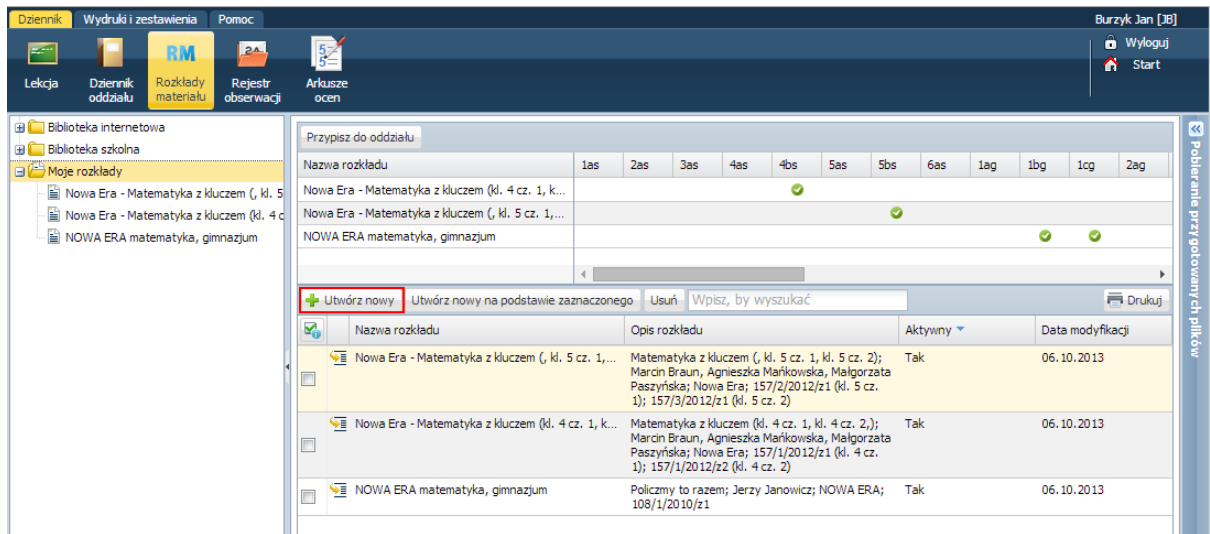 Dziennik Wydruki i zestawienia Pomoc Burzyk Jan [JB]
Lekcja
Dziennik oddziału
RM Rozkłady materiału
Rejestr obserwacji
Arkusze ocen
Wyloguj
Start
Biblioteka internetowa
Biblioteka szkolna
Moje rozkłady
Nowa Era - Matematyka z kluczem (, kl. 5
Nowa Era - Matematyka z kluczem (kl. 4 c
NOWA ERA matematyka, gimnazjum
Przypisz do oddziału
Nazwa rozkładu 1as 2as 3as 4as 4bs 5as 5bs 6as 1ag 1bg 1cg 2ag
Nowa Era - Matematyka z kluczem (kl. 4 cz. 1, k...
Nowa Era - Matematyka z kluczem (, kl. 5 cz. 1,...
NOWA ERA matematyka, gimnazjum
Utwórz nowy Utwórz nowy na podstawie zaznaczonego Usuń Wpisz, by wyszukać Drukuj
Nazwa rozkładu Opis rozkładu Aktywny Data modyfikacji
Nowa Era - Matematyka z kluczem (, kl. 5 cz. 1,... Matematyka z kluczem (, kl. 5 cz. 1, kl. 5 cz. 2); Tak 06.10.2013
Marcin Braun, Agnieszka Mańkowska, Małgorzata
Paszyńska; Nowa Era; 157/2/2012/z1 (kl. 5 cz.
1); 157/3/2012/z1 (kl. 5 cz. 2)
Nowa Era - Matematyka z kluczem (kl. 4 cz. 1, k... Matematyka z kluczem (kl. 4 cz. 1, kl. 4 cz. 2,); Tak 06.10.2013
Marcin Braun, Agnieszka Mańkowska, Małgorzata
Paszyńska; Nowa Era; 157/1/2012/z1 (kl. 4 cz.
1); 157/1/2012/z2 (kl. 4 cz. 2)
NOWA ERA matematyka, gimnazjum Policzmy to razem; Jerzy Janowicz; NOWA ERA; Tak 06.10.2013
108/1/2010/z1
Pobieranie przygotowanych plików